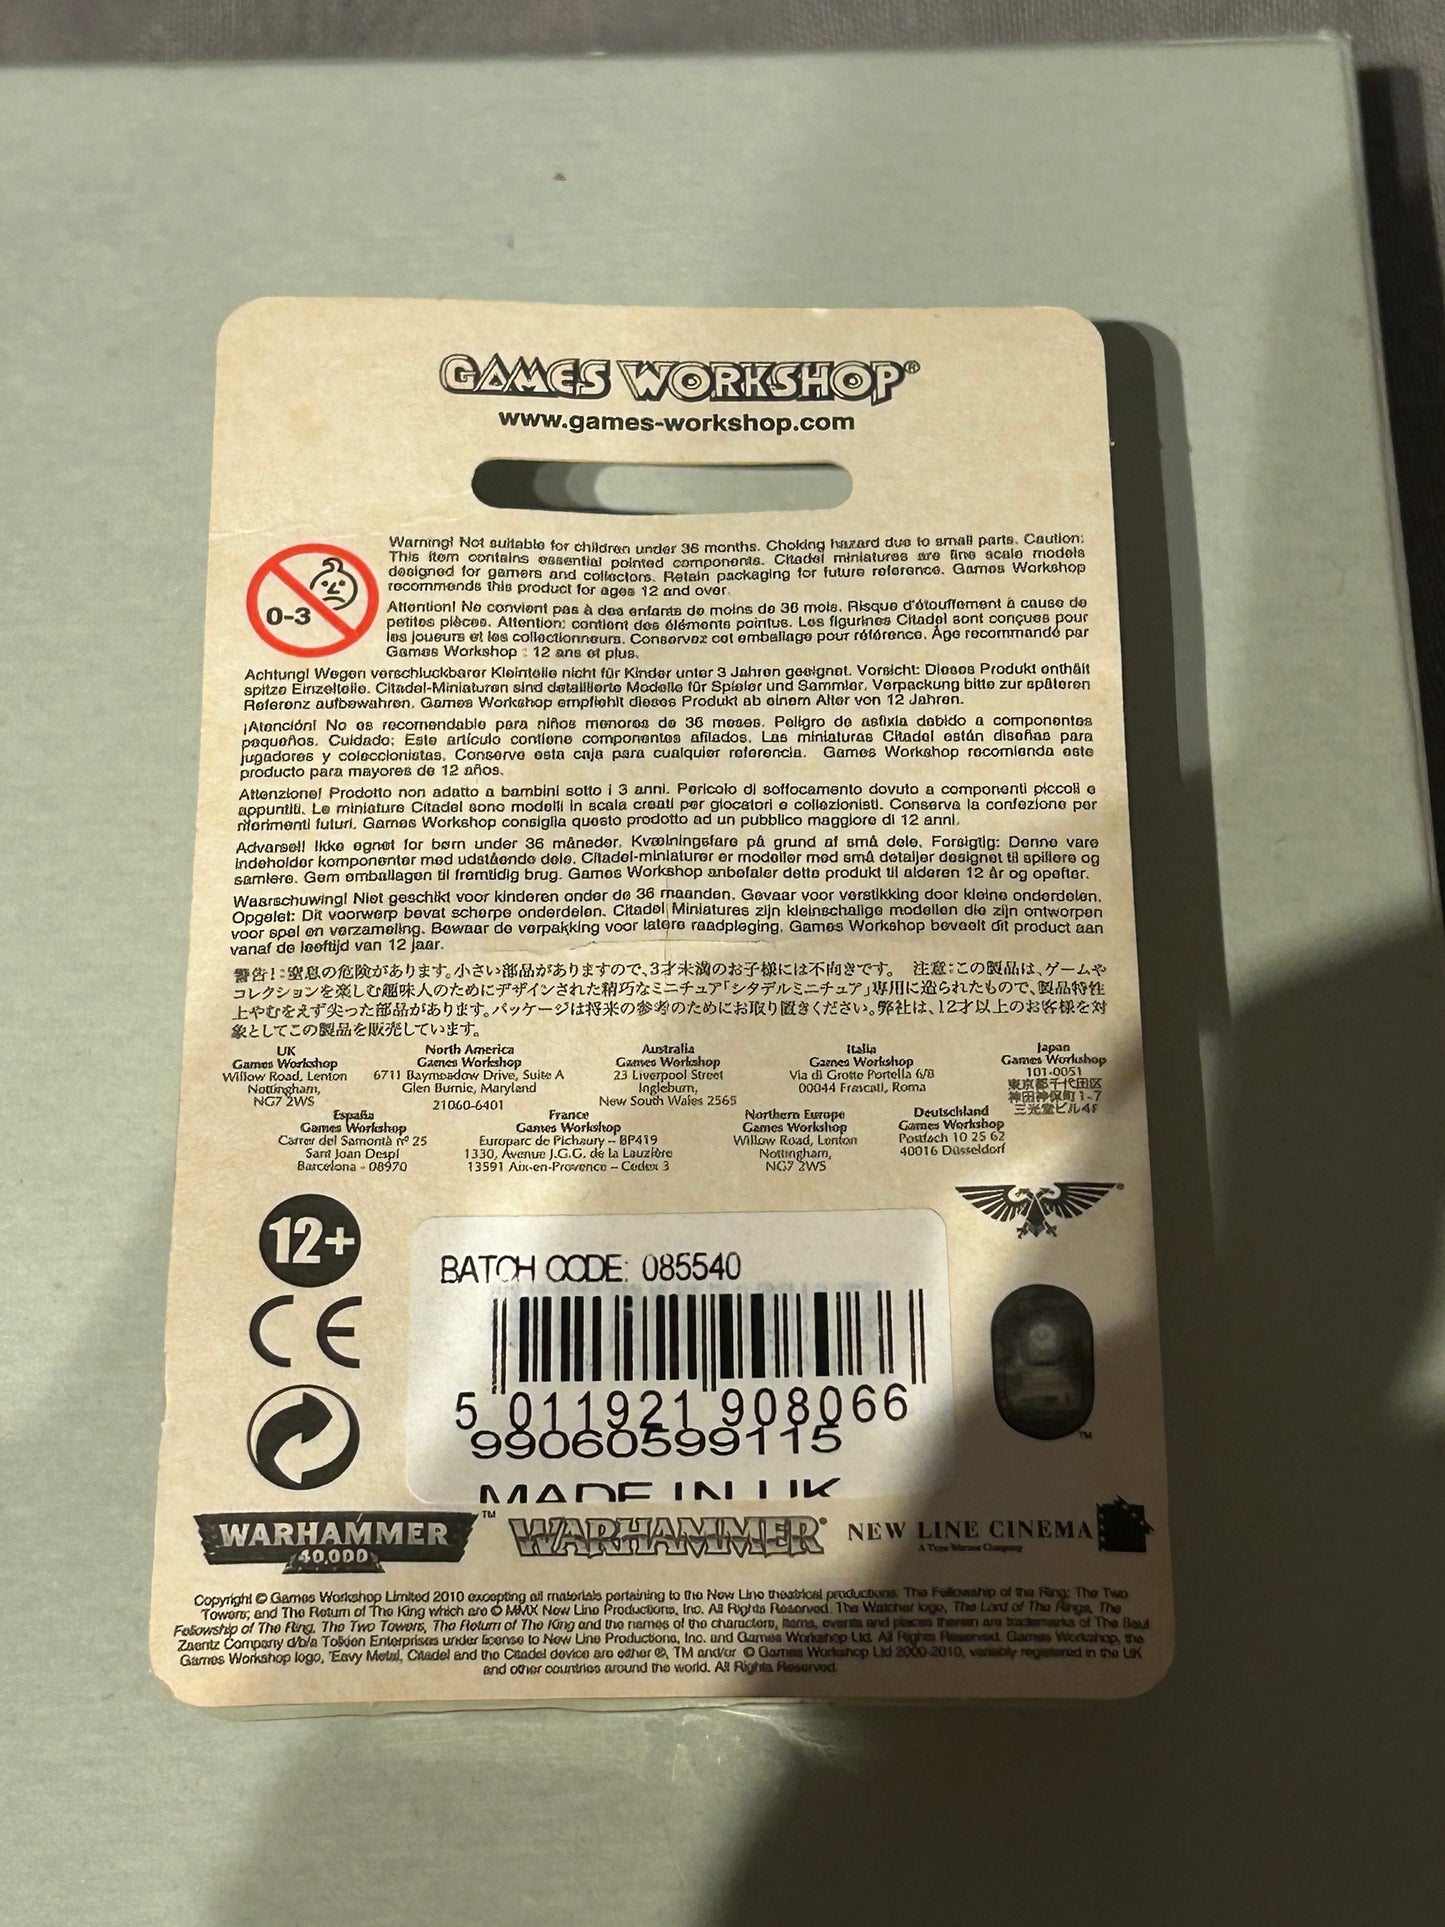 GAMES WORKSHOP®
www.games-workshop.com
Warning! Not suitable for children under 36 months. Choking hazard due to small parts. Caution:
This item contains essential pointed components. Citadel miniatures are fine scale models
designed for gamers and collectors. Retain packaging for future reference. Games Workshop
recommends this product for ages 12 and over.
0-3
Attention! Ne convient pas à des enfants de moins de 36 mois. Risque d'étouffement à cause de
petites pièces. Attention: contient des éléments pointus. Les figurines Citadel sont conçues pour
les joueurs et les collectionneurs. Conservez cet emballage pour référence. Âge recommandé par
Games Workshop : 12 ans et plus.
Achtung! Wegen verschluckbarer Kleinteile nicht für Kinder unter 3 Jahren geeignet. Vorsicht: Dieses Produkt enthält
spitze Einzelteile. Citadel-Miniaturen sind detaillierte Modelle für Spieler und Sammler. Verpackung bitte zur späteren
Referenz aufbewahren. Games Workshop empfiehlt dieses Produkt ab einem Alter von 12 Jahren.
¡Atención! No es recomendable para niños menores de 36 meses. Peligro de asfixia debido a componentes
pequeños. Cuidado: Este artículo contiene componentes afilados. Las miniaturas Citadel están diseñas para
jugadores y coleccionistas. Conserve esta caja para cualquier referencia. Games Workshop recomienda este
producto para mayores de 12 años.
Attenzione! Prodotto non adatto a bambini sotto i 3 anni. Pericolo di soffocamento dovuto a componenti piccoli e
appuntiti. Le miniature Citadel sono modelli in scala creati per giocatori e collezionisti. Conserva la confezione per
riferimenti futuri. Games Workshop consiglia questo prodotto ad un pubblico maggiore di 12 anni.
Advarsel! Ikke egnet for børn under 36 måneder. Kvælningsfare på grund af små dele. Forsigtig: Denne vare
indeholder komponenter med udstående dele. Citadel-miniaturer er modeller med små detaljer designet til spillere og
samlere. Gem emballagen til fremtidig brug. Games Workshop anbefaler dette produkt til alderen 12 år og opefter.
Waarschuwing! Niet geschikt voor kinderen onder de 36 maanden. Gevaar voor verstikking door kleine onderdelen.
Opgelet: Dit voorwerp bevat scherpe onderdelen. Citadel Miniatures zijn kleinschalige modellen die zijn ontworpen
voor spel en verzameling. Bewaar de verpakking voor latere raadpleging. Games Workshop beveelt dit product aan
vanaf de leeftijd van 12 jaar.
警告！：窒息の危険があります。小さい部品がありますので、3才未満のお子様には不向きです。 注意：この製品は、ゲームや
コレクションを楽しむ趣味人のためにデザインされた精巧なミニチュア「シタデルミニチュア」専用に造られたもので、製品特性
上やむをえず尖った部品があります。パッケージは将来の参考のためにお取り置きください。弊社は、12才以上のお客様を対
象としてこの製品を販売しています。
UK
Games Workshop
Willow Road, Lenton
Nottingham,
NG7 2WS
North America
Games Workshop
6711 Baymeadow Drive, Suite A
Glen Burnie, Maryland
21060-6401
Australia
Games Workshop
23 Liverpool Street
Ingleburn,
New South Wales 2565
Italia
Games Workshop
Via di Grotte Portella 6/8
00044 Frascati, Roma
Japan
Games Workshop
101-0051
東京都千代田区
神田神保町1-7
三光堂ビル4F
España
Games Workshop
Carrer del Samontà nº 25
Sant Joan Despí
Barcelona - 08970
France
Games Workshop
Europarc de Pichaury – BP419
1330, Avenue J.G.G. de la Lauzière
13591 Aix-en-Provence – Cedex 3
Northern Europe
Games Workshop
Willow Road, Lenton
Nottingham,
NG7 2WS
Deutschland
Games Workshop
Postfach 10 25 62
40016 Düsseldorf
12+
CE
BATCH CODE: 085540
5 011921 908066
99060599115
MADE IN UK
WARHAMMER™
40,000
WARHAMMER®
NEW LINE CINEMA
A Time Warner Company
™
Copyright © Games Workshop Limited 2010 excepting all materials pertaining to the New Line theatrical productions: The Fellowship of the Ring; The Two
Towers; and The Return of The King which are © MMX New Line Productions, Inc. All Rights Reserved. The Watcher logo, The Lord of The Rings, The
Fellowship of The Ring, The Two Towers, The Return of The King and the names of the characters, items, events and places therein are trademarks of The Saul
Zaentz Company d/b/a Tolkien Enterprises under license to New Line Productions, Inc. and Games Workshop Ltd. All Rights Reserved. Games Workshop, the
Games Workshop logo, 'Eavy Metal, Citadel and the Citadel device are either ®, TM and/or © Games Workshop Ltd 2000-2010, variably registered in the UK
and other countries around the world. All Rights Reserved.